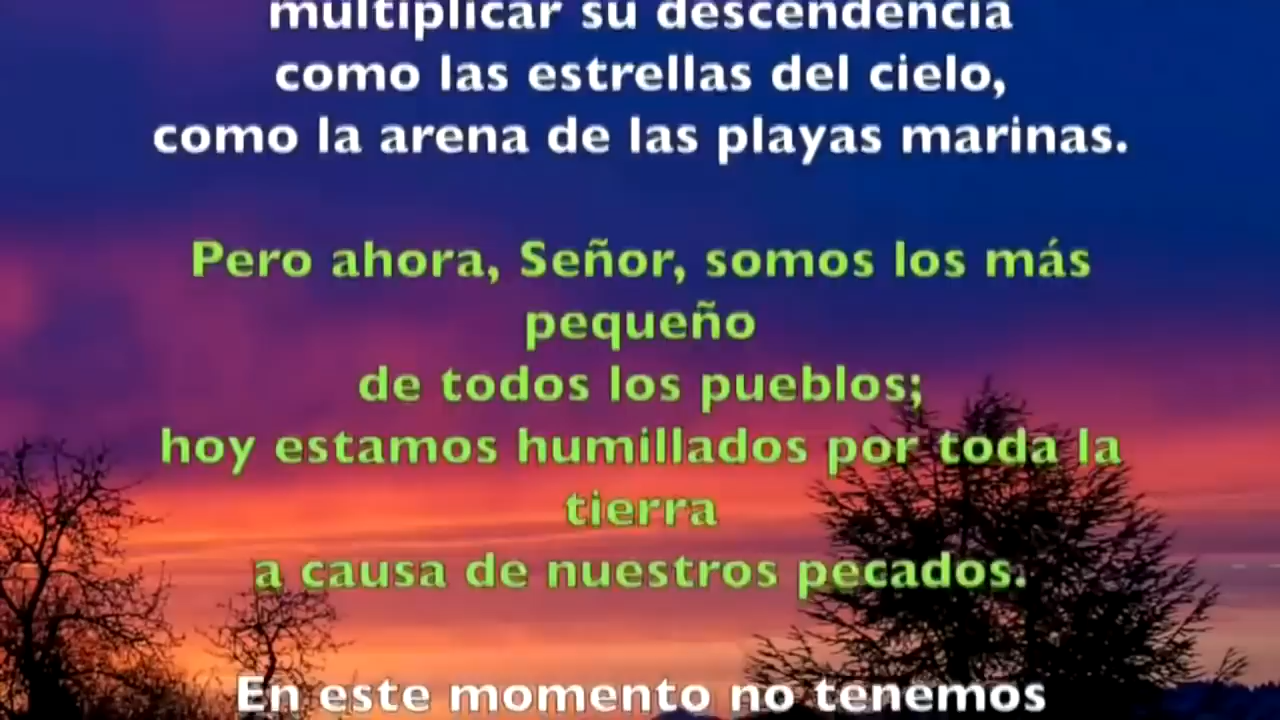 multiplicar su descendencia
como las estrellas del cielo,
como la arena de las playas marinas.
Pero ahora, Señor, somos los más
pequeño
de todos los pueblos;
hoy estamos humillados por toda la
tierra
a causa de nuestros pecados.
En este momento no tenemos